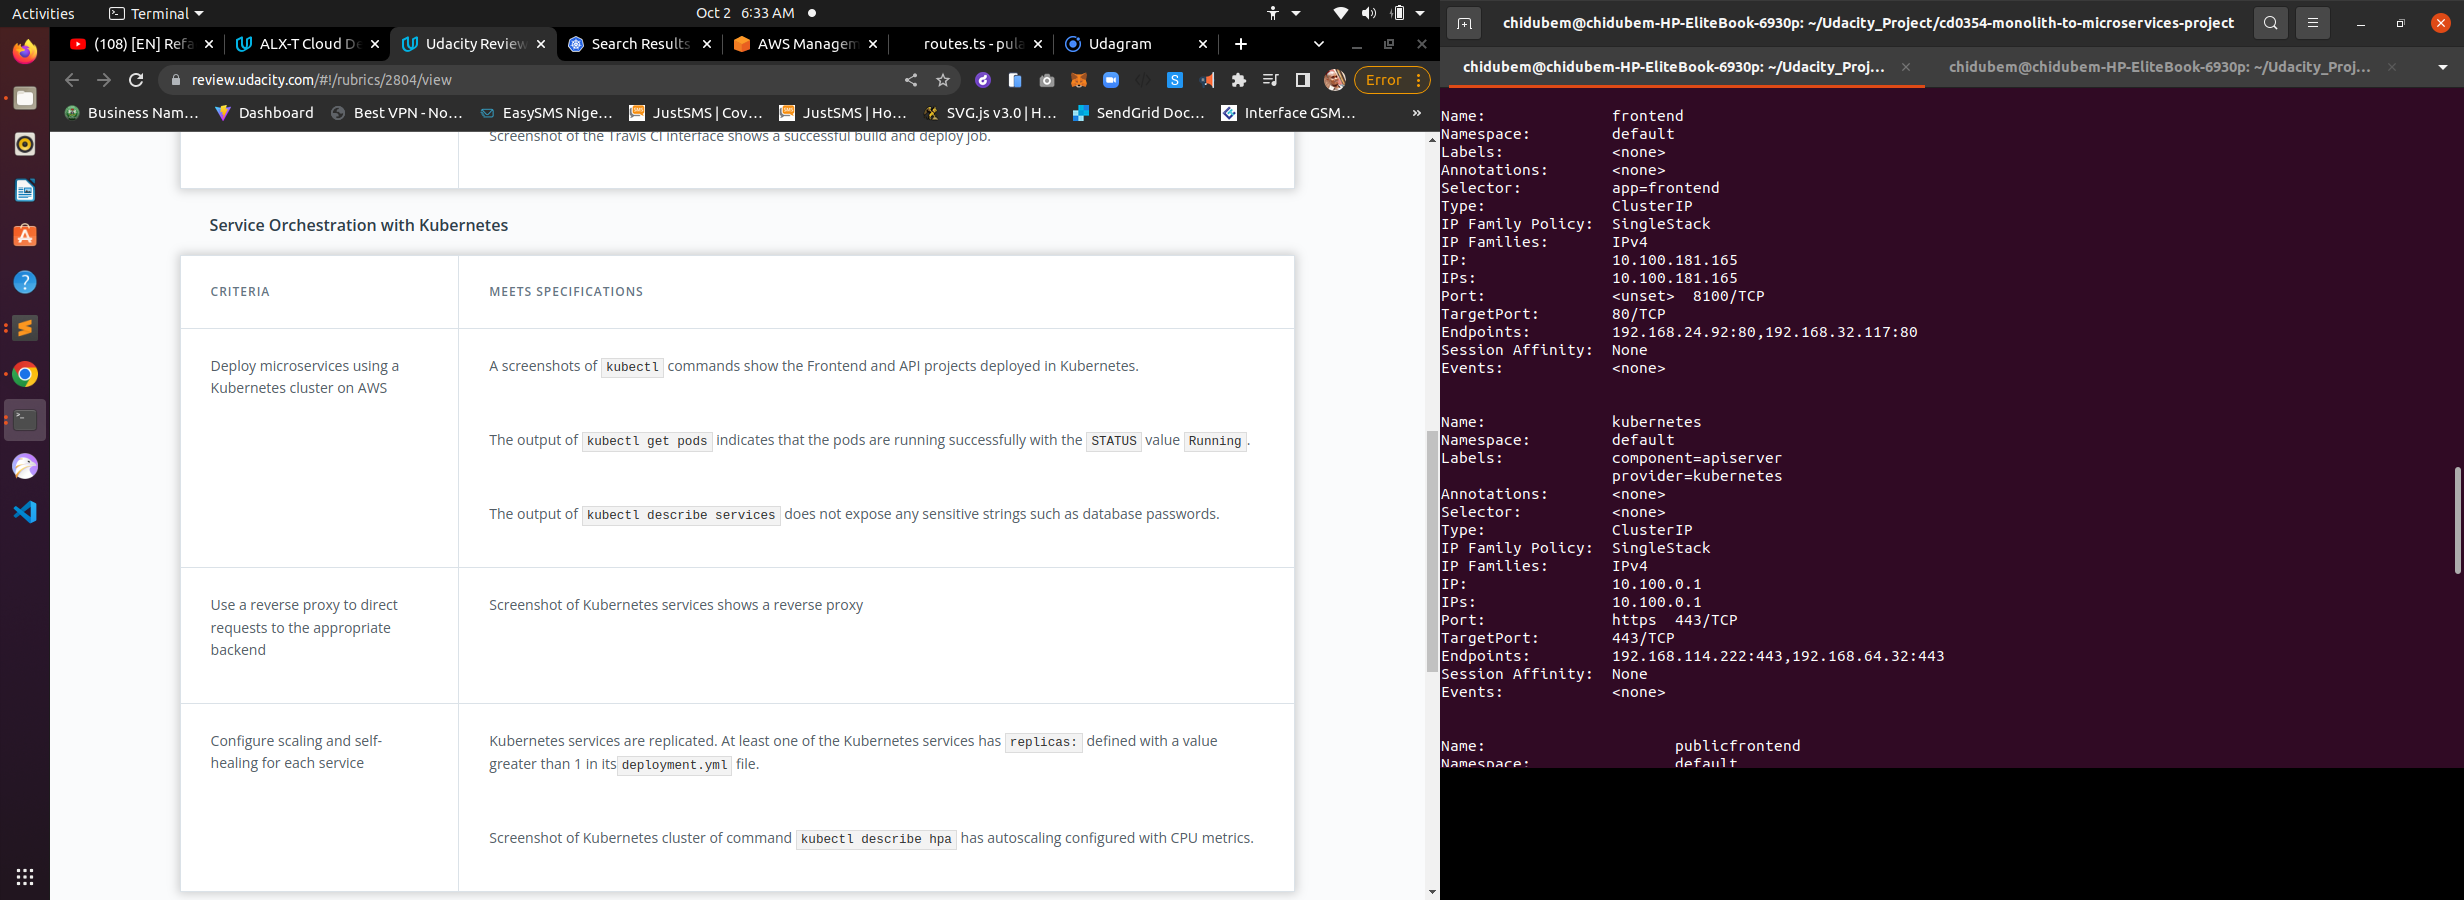 Activities
Terminal
Oct 2 6:33 AM
(108) [EN] Refa
ALX-T Cloud De
Udacity Review
Search Results
AWS Managem
routes.ts - pula
Udagram
review.udacity.com/#!/rubrics/2804/view
Error
Business Nam...
Dashboard
Best VPN - No...
EasySMS Nige...
JustSMS | Cov...
JustSMS | Ho...
SVG.js v3.0 | H...
SendGrid Doc...
Interface GSM...
»
Screenshot of the Travis CI interface shows a successful build and deploy job.
Service Orchestration with Kubernetes
CRITERIA
MEETS SPECIFICATIONS
Deploy microservices using a
Kubernetes cluster on AWS
A screenshots of kubectl commands show the Frontend and API projects deployed in Kubernetes.
The output of kubectl get pods indicates that the pods are running successfully with the STATUS value Running.
The output of kubectl describe services does not expose any sensitive strings such as database passwords.
Use a reverse proxy to direct
requests to the appropriate
backend
Screenshot of Kubernetes services shows a reverse proxy
Configure scaling and self-
healing for each service
Kubernetes services are replicated. At least one of the Kubernetes services has replicas: defined with a value
greater than 1 in its deployment.yml file.
Screenshot of Kubernetes cluster of command kubectl describe hpa has autoscaling configured with CPU metrics.
chidubem@chidubem-HP-EliteBook-6930p: ~/Udacity_Project/cd0354-monolith-to-microservices-project
chidubem@chidubem-HP-EliteBook-6930p: ~/Udacity_Proj...
chidubem@chidubem-HP-EliteBook-6930p: ~/Udacity_Proj...
Name: frontend
Namespace: default
Labels: <none>
Annotations: <none>
Selector: app=frontend
Type: ClusterIP
IP Family Policy: SingleStack
IP Families: IPv4
IP: 10.100.181.165
IPs: 10.100.181.165
Port: <unset> 8100/TCP
TargetPort: 80/TCP
Endpoints: 192.168.24.92:80,192.168.32.117:80
Session Affinity: None
Events: <none>
Name: kubernetes
Namespace: default
Labels: component=apiserver
provider=kubernetes
Annotations: <none>
Selector: <none>
Type: ClusterIP
IP Family Policy: SingleStack
IP Families: IPv4
IP: 10.100.0.1
IPs: 10.100.0.1
Port: https 443/TCP
TargetPort: 443/TCP
Endpoints: 192.168.114.222:443,192.168.64.32:443
Session Affinity: None
Events: <none>
Name: publicfrontend
Namespace: default